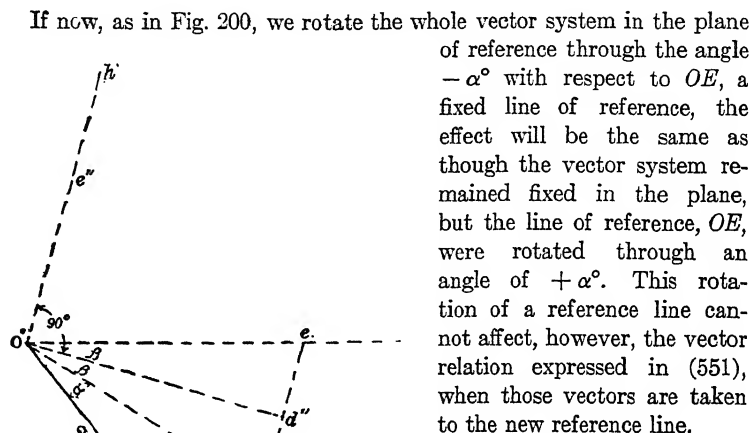 If now, as in Fig. 200, we rotate the whole vector system in the plane
of reference through the angle
— α° with respect to OE, a
fixed line of reference, the
effect will be the same as
though the vector system re-
mained fixed in the plane,
but the line of reference, OE,
were rotated through an
angle of + α°. This rota-
tion of a reference line can-
not affect, however, the vector
relation expressed in (551),
when those vectors are taken
to the new reference line.
h'
e"
90°
O
e
β
β
α
d"